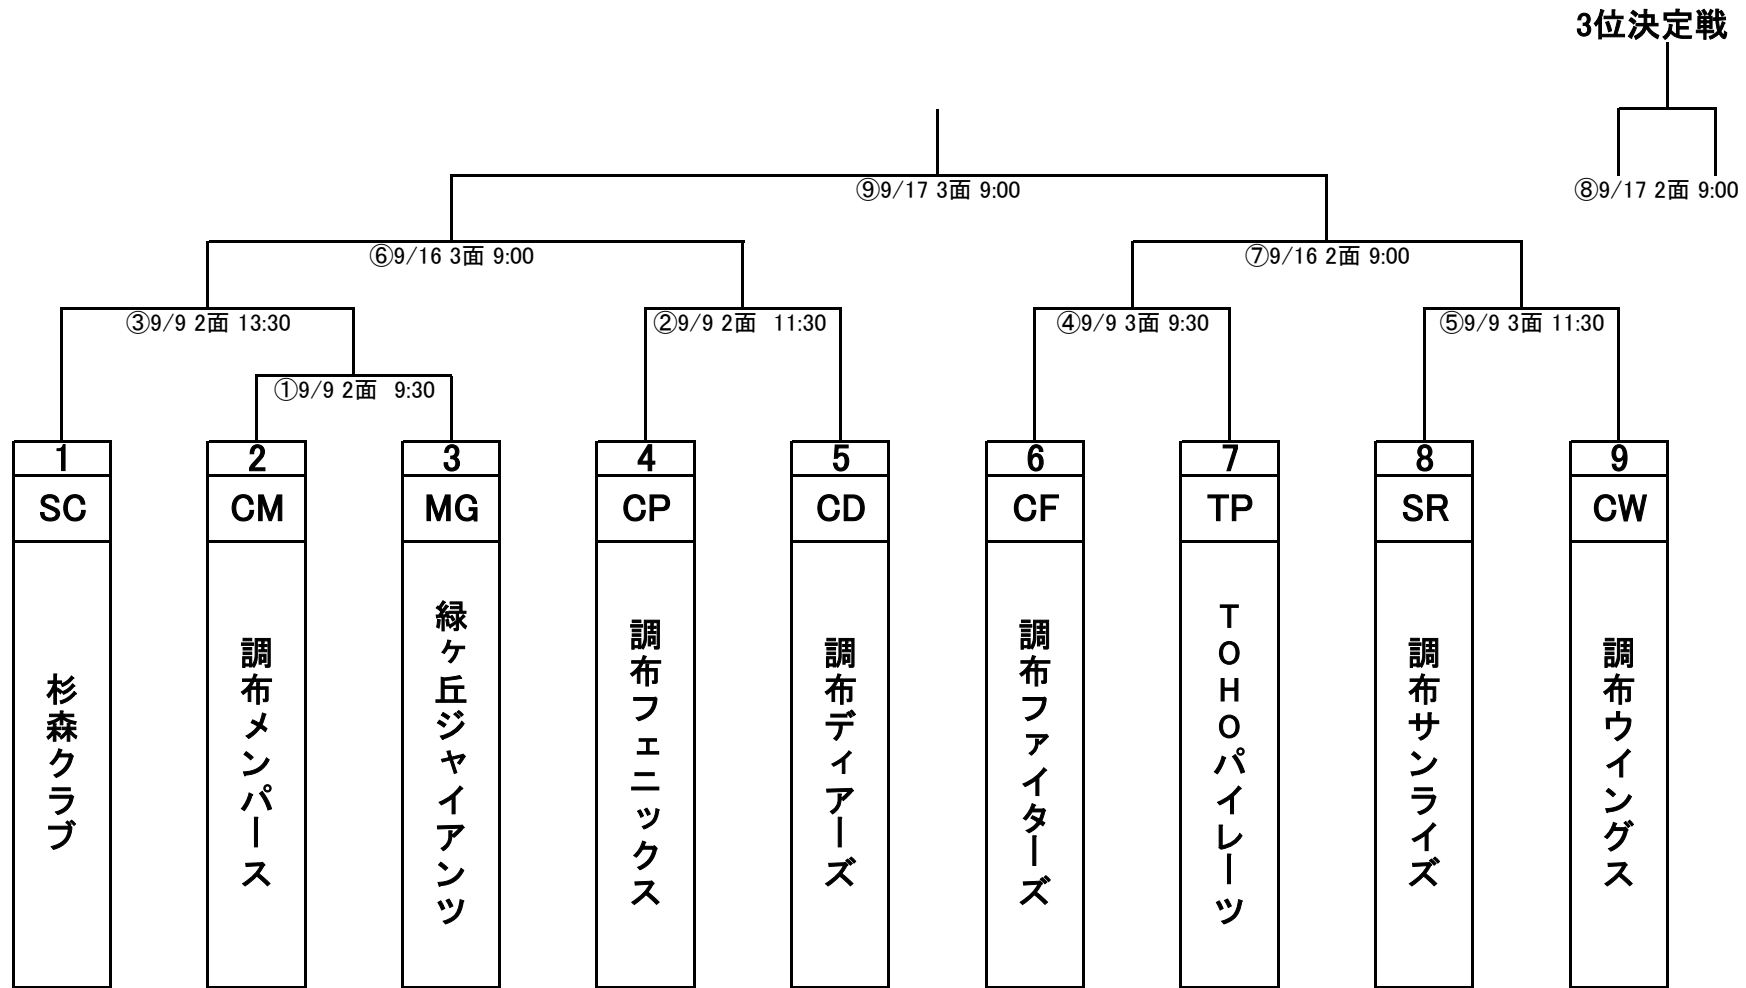 3位決定戦
⑨9/17 3面 9:00
⑧9/17 2面 9:00
⑥9/16 3面 9:00
⑦9/16 2面 9:00
③9/9 2面 13:30
②9/9 2面 11:30
④9/9 3面 9:30
⑤9/9 3面 11:30
①9/9 2面 9:30
1
2
3
4
5
6
7
8
9
SC
CM
MG
CP
CD
CF
TP
SR
CW
杉森クラブ
調布メンパース
緑ヶ丘ジャイアンツ
調布フェニックス
調布ディアーズ
調布ファイターズ
TOHOパイレーツ
調布サンライズ
調布ウイングス